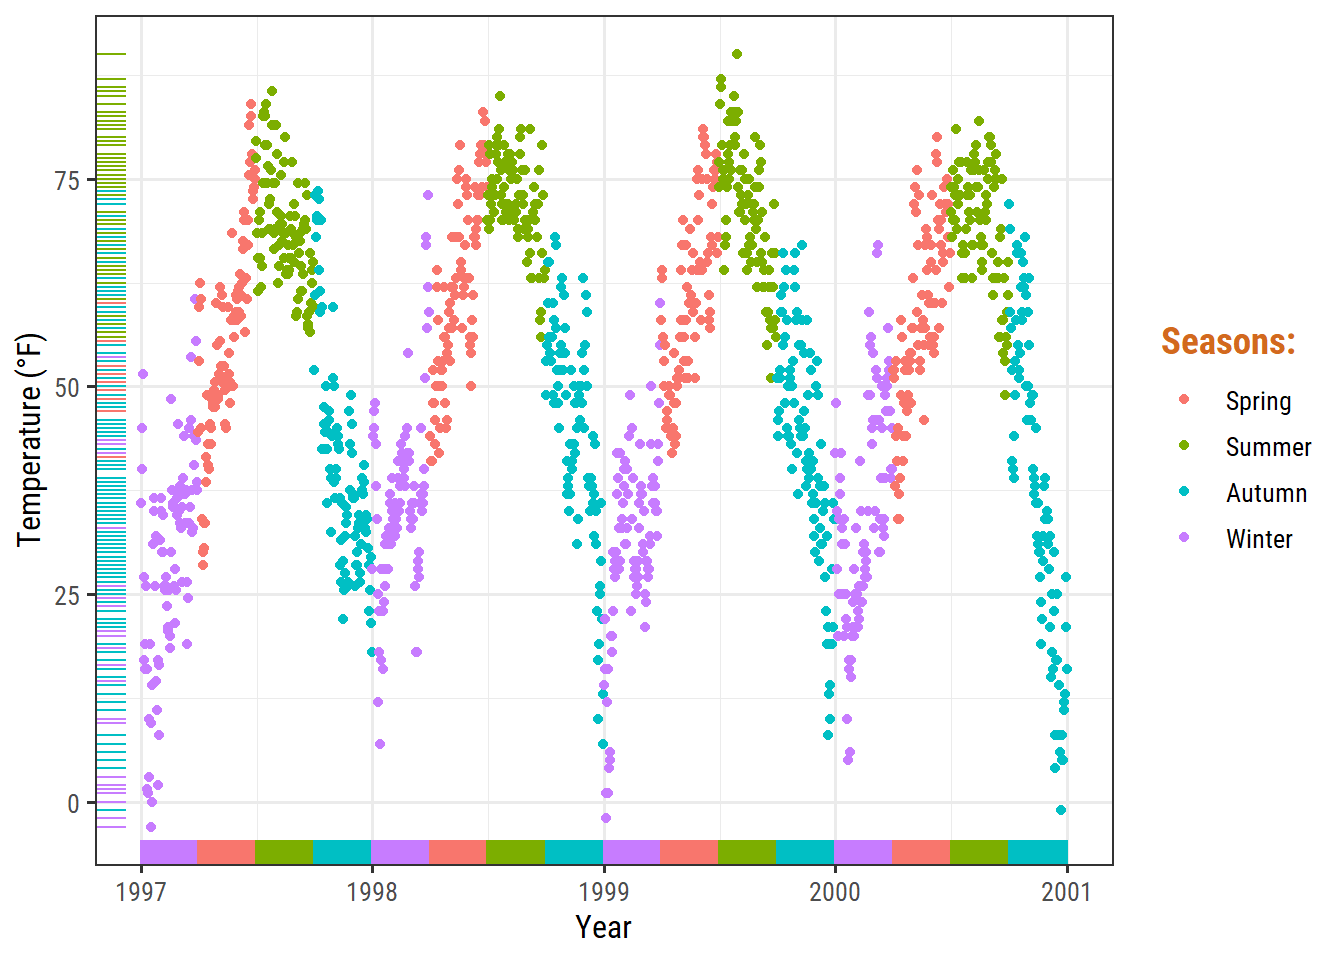 75
50
25
0
Temperature (°F)
1997
1998
1999
2000
2001
Year
Seasons:
Spring
Summer
Autumn
Winter